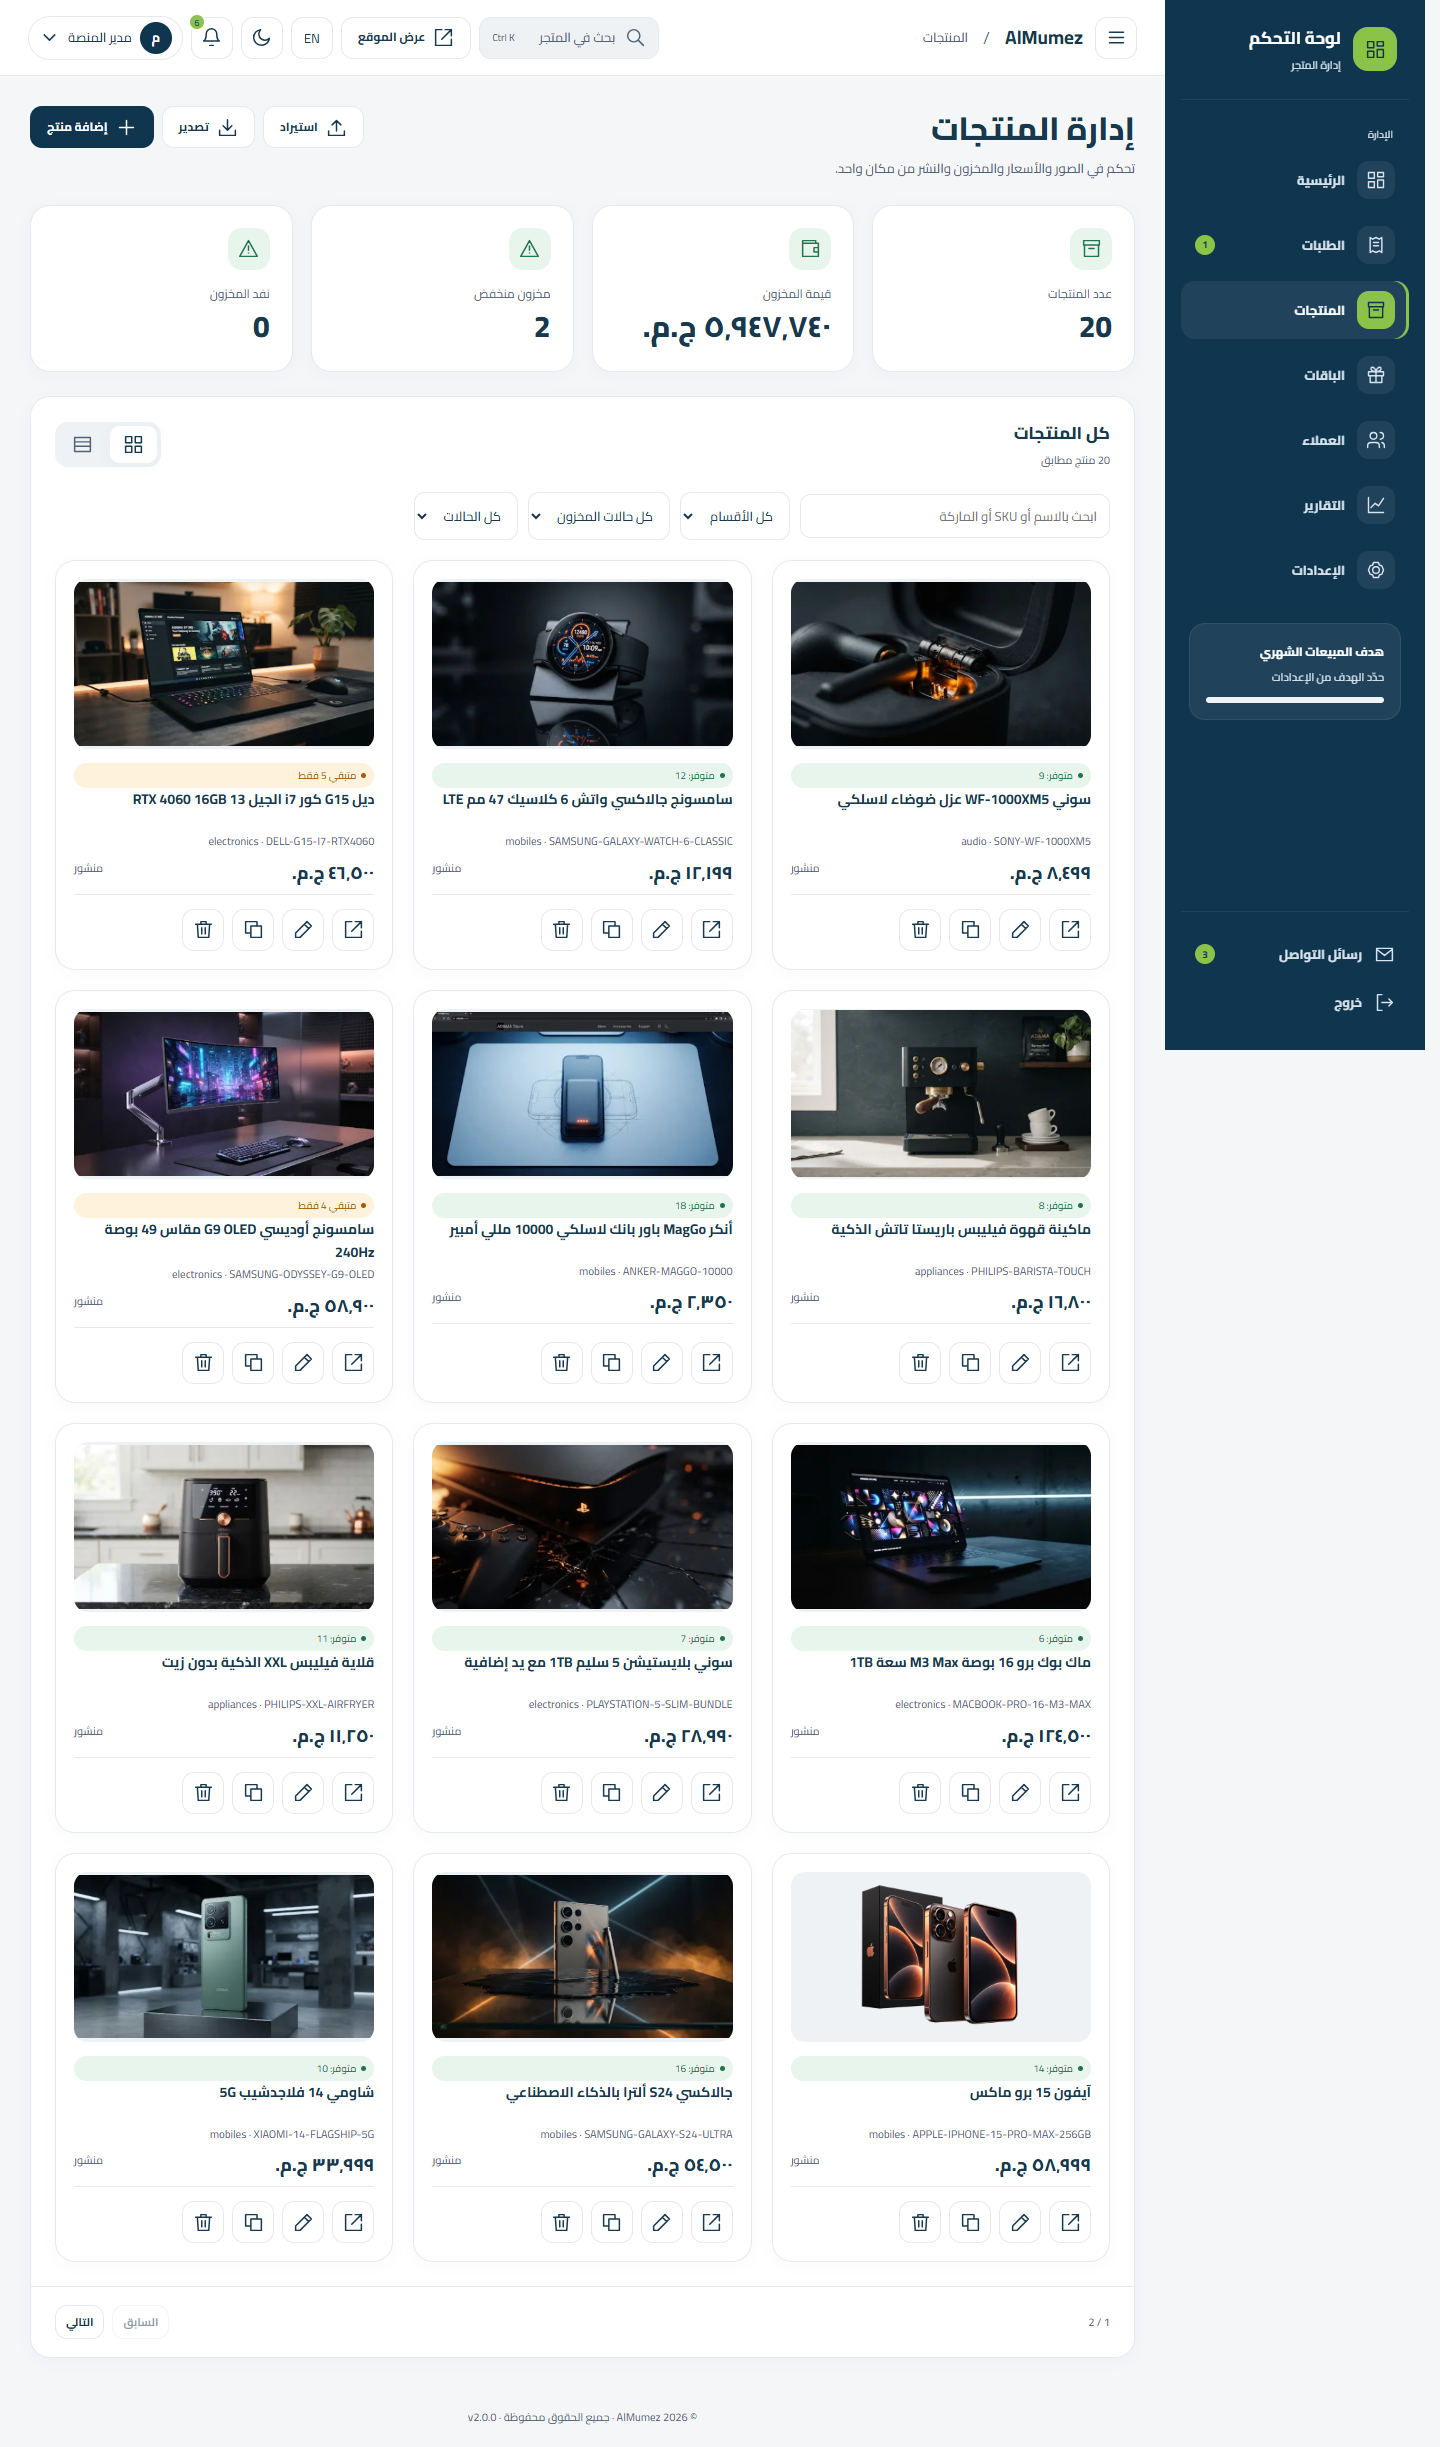 لوحة التحكم
إدارة المتجر
الإدارة
الرئيسية
الطلبات
1
المنتجات
الباقات
العملاء
التقارير
الإعدادات
هدف المبيعات الشهري
حدّد الهدف من الإعدادات
رسائل التواصل
3
خروج
AlMumez / المنتجات
بحث في المتجر Ctrl K
عرض الموقع
EN
6
م مدير المنصة
إدارة المنتجات
تحكم في الصور والأسعار والمخزون والنشر من مكان واحد.
استيراد
تصدير
إضافة منتج
عدد المنتجات
20
قيمة المخزون
٥,٩٤٧,٧٤٠ ج.م.
مخزون منخفض
2
نفد المخزون
0
كل المنتجات
20 منتج مطابق
ابحث بالاسم أو SKU أو الماركة
كل الأقسام
كل حالات المخزون
كل الحالات
متوفر: 9
سوني WF-1000XM5 عزل ضوضاء لاسلكي
audio · SONY-WF-1000XM5
٨,٤٩٩ ج.م.
منشور
متوفر: 12
سامسونج جالاكسي واتش 6 كلاسيك 47 مم LTE
mobiles · SAMSUNG-GALAXY-WATCH-6-CLASSIC
١٢,١٩٩ ج.م.
منشور
متبقي 5 فقط
ديل G15 كور i7 الجيل 13 RTX 4060 16GB
electronics · DELL-G15-I7-RTX4060
٤٦,٥٠٠ ج.م.
منشور
متوفر: 8
ماكينة قهوة فيليبس باريستا تاتش الذكية
appliances · PHILIPS-BARISTA-TOUCH
١٦,٨٠٠ ج.م.
منشور
متوفر: 18
أنكر MagGo باور بانك لاسلكي 10000 مللي أمبير
mobiles · ANKER-MAGGO-10000
٢,٣٥٠ ج.م.
منشور
متبقي 4 فقط
سامسونج أوديسي G9 OLED مقاس 49 بوصة
240Hz
electronics · SAMSUNG-ODYSSEY-G9-OLED
٥٨,٩٠٠ ج.م.
منشور
متوفر: 6
ماك بوك برو 16 بوصة M3 Max سعة 1TB
electronics · MACBOOK-PRO-16-M3-MAX
١٢٤,٥٠٠ ج.م.
منشور
متوفر: 7
سوني بلايستيشن 5 سليم 1TB مع يد إضافية
electronics · PLAYSTATION-5-SLIM-BUNDLE
٢٨,٩٩٠ ج.م.
منشور
متوفر: 11
قلاية فيليبس XXL الذكية بدون زيت
appliances · PHILIPS-XXL-AIRFRYER
١١,٢٥٠ ج.م.
منشور
متوفر: 14
آيفون 15 برو ماكس
mobiles · APPLE-IPHONE-15-PRO-MAX-256GB
٥٨,٩٩٩ ج.م.
منشور
متوفر: 16
جالاكسي S24 ألترا بالذكاء الاصطناعي
mobiles · SAMSUNG-GALAXY-S24-ULTRA
٥٤,٥٠٠ ج.م.
منشور
متوفر: 10
شاومي 14 فلاجدشيب 5G
mobiles · XIAOMI-14-FLAGSHIP-5G
٣٣,٩٩٩ ج.م.
منشور
1 / 2
السابق
التالي
© 2026 AlMumez · جميع الحقوق محفوظة · v2.0.0